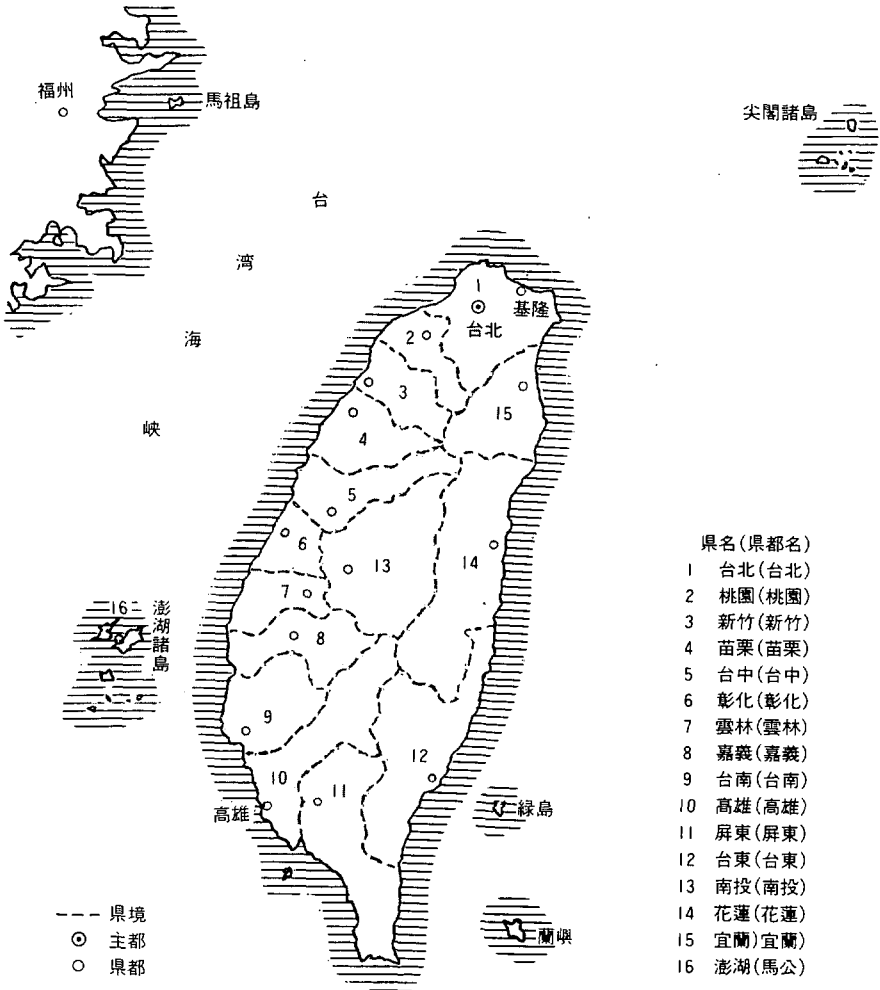 福州
馬祖島
尖閣諸島
台湾海峡
1
基隆
台北
2
3
15
4
5
6
13
14
7
16
澎湖諸島
8
9
12
10
11
高雄
緑島
蘭嶼
県境
主都
県都
県名(県都名)
1 台北(台北)
2 桃園(桃園)
3 新竹(新竹)
4 苗栗(苗栗)
5 台中(台中)
6 彰化(彰化)
7 雲林(雲林)
8 嘉義(嘉義)
9 台南(台南)
10 高雄(高雄)
11 屏東(屏東)
12 台東(台東)
13 南投(南投)
14 花蓮(花蓮)
15 宜蘭)宜蘭)
16 澎湖(馬公)